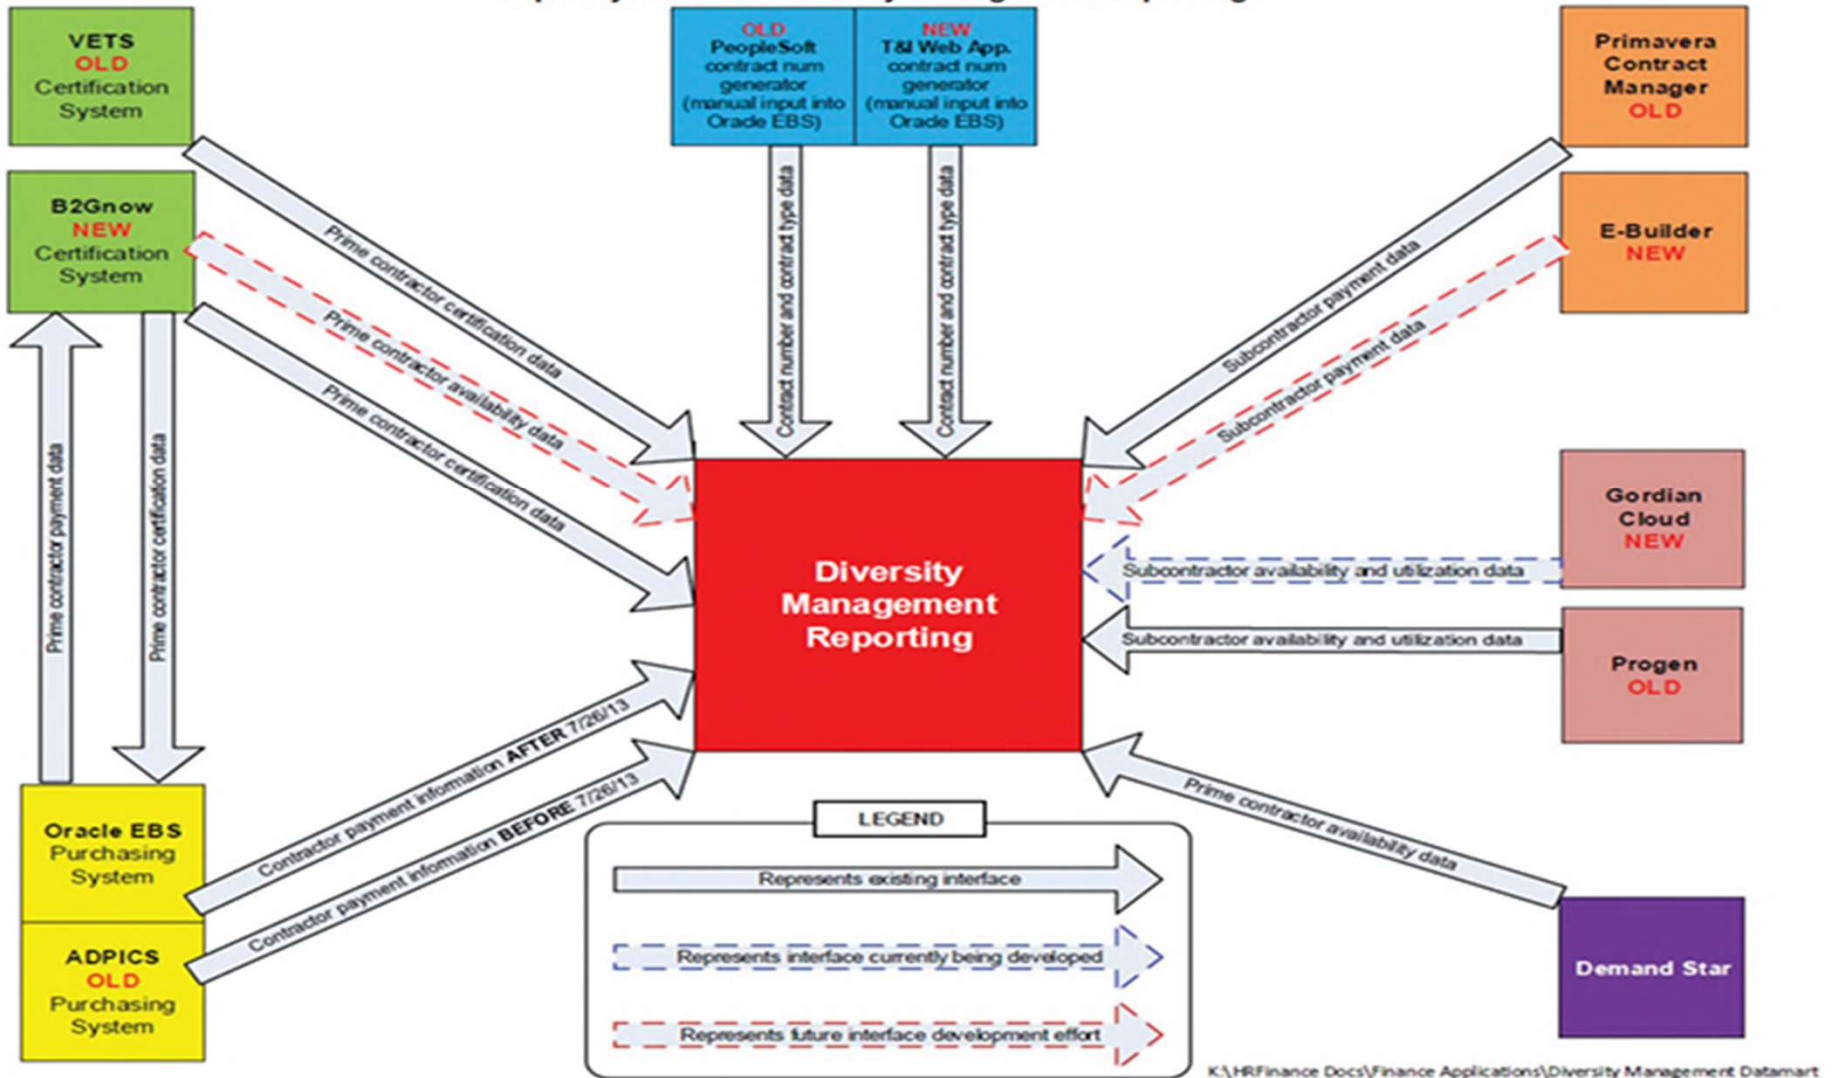 VETS
OLD
Certification
System
OLD
PeopleSoft
contract num
generator
(manual input into
Oracle EBS)
NEW
T&I Web App.
contract num
generator
(manual input into
Oracle EBS)
Primavera
Contract
Manager
OLD
B2Gnow
NEW
Certification
System
E-Builder
NEW
Prime contractor certification data
Prime contractor availability data
Prime contractor certification data
Contract number and contract type data
Contract number and contract type data
Subcontractor payment data
Subcontractor payment data
Prime contractor payment data
Prime contractor certification data
Gordian
Cloud
NEW
Subcontractor availability and utilization data
Diversity
Management
Reporting
Subcontractor availability and utilization data
Progen
OLD
Contractor payment information AFTER 7/26/13
Contractor payment information BEFORE 7/26/13
Prime contractor availability data
Oracle EBS
Purchasing
System
ADPICS
OLD
Purchasing
System
LEGEND
Represents existing interface
Represents interface currently being developed
Represents future interface development effort
Demand Star
K:\HRFinance Docs\Finance Applications\Diversity Management Datamart